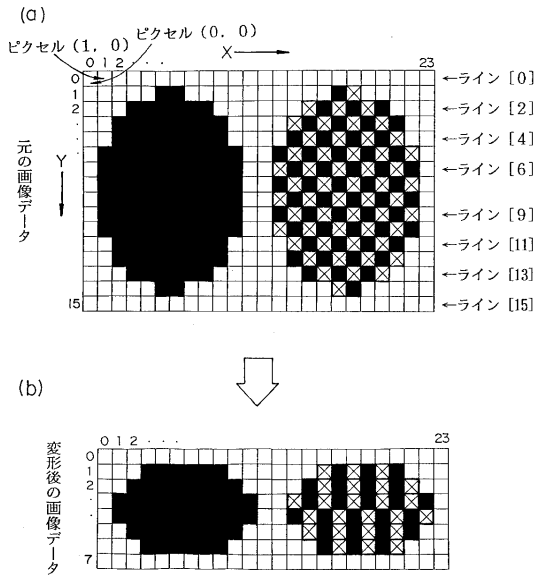 (a)
ピクセル(0, 0)
ピクセル(1, 0)
X
0 1 2 · · ·
23
0
1
2
·
·
Y
15
元の画像データ
←ライン [0]
←ライン [2]
←ライン [4]
←ライン [6]
←ライン [9]
←ライン [11]
←ライン [13]
←ライン [15]
(b)
0 1 2 · · ·
23
0
1
2
·
·
7
変形後の画像データ